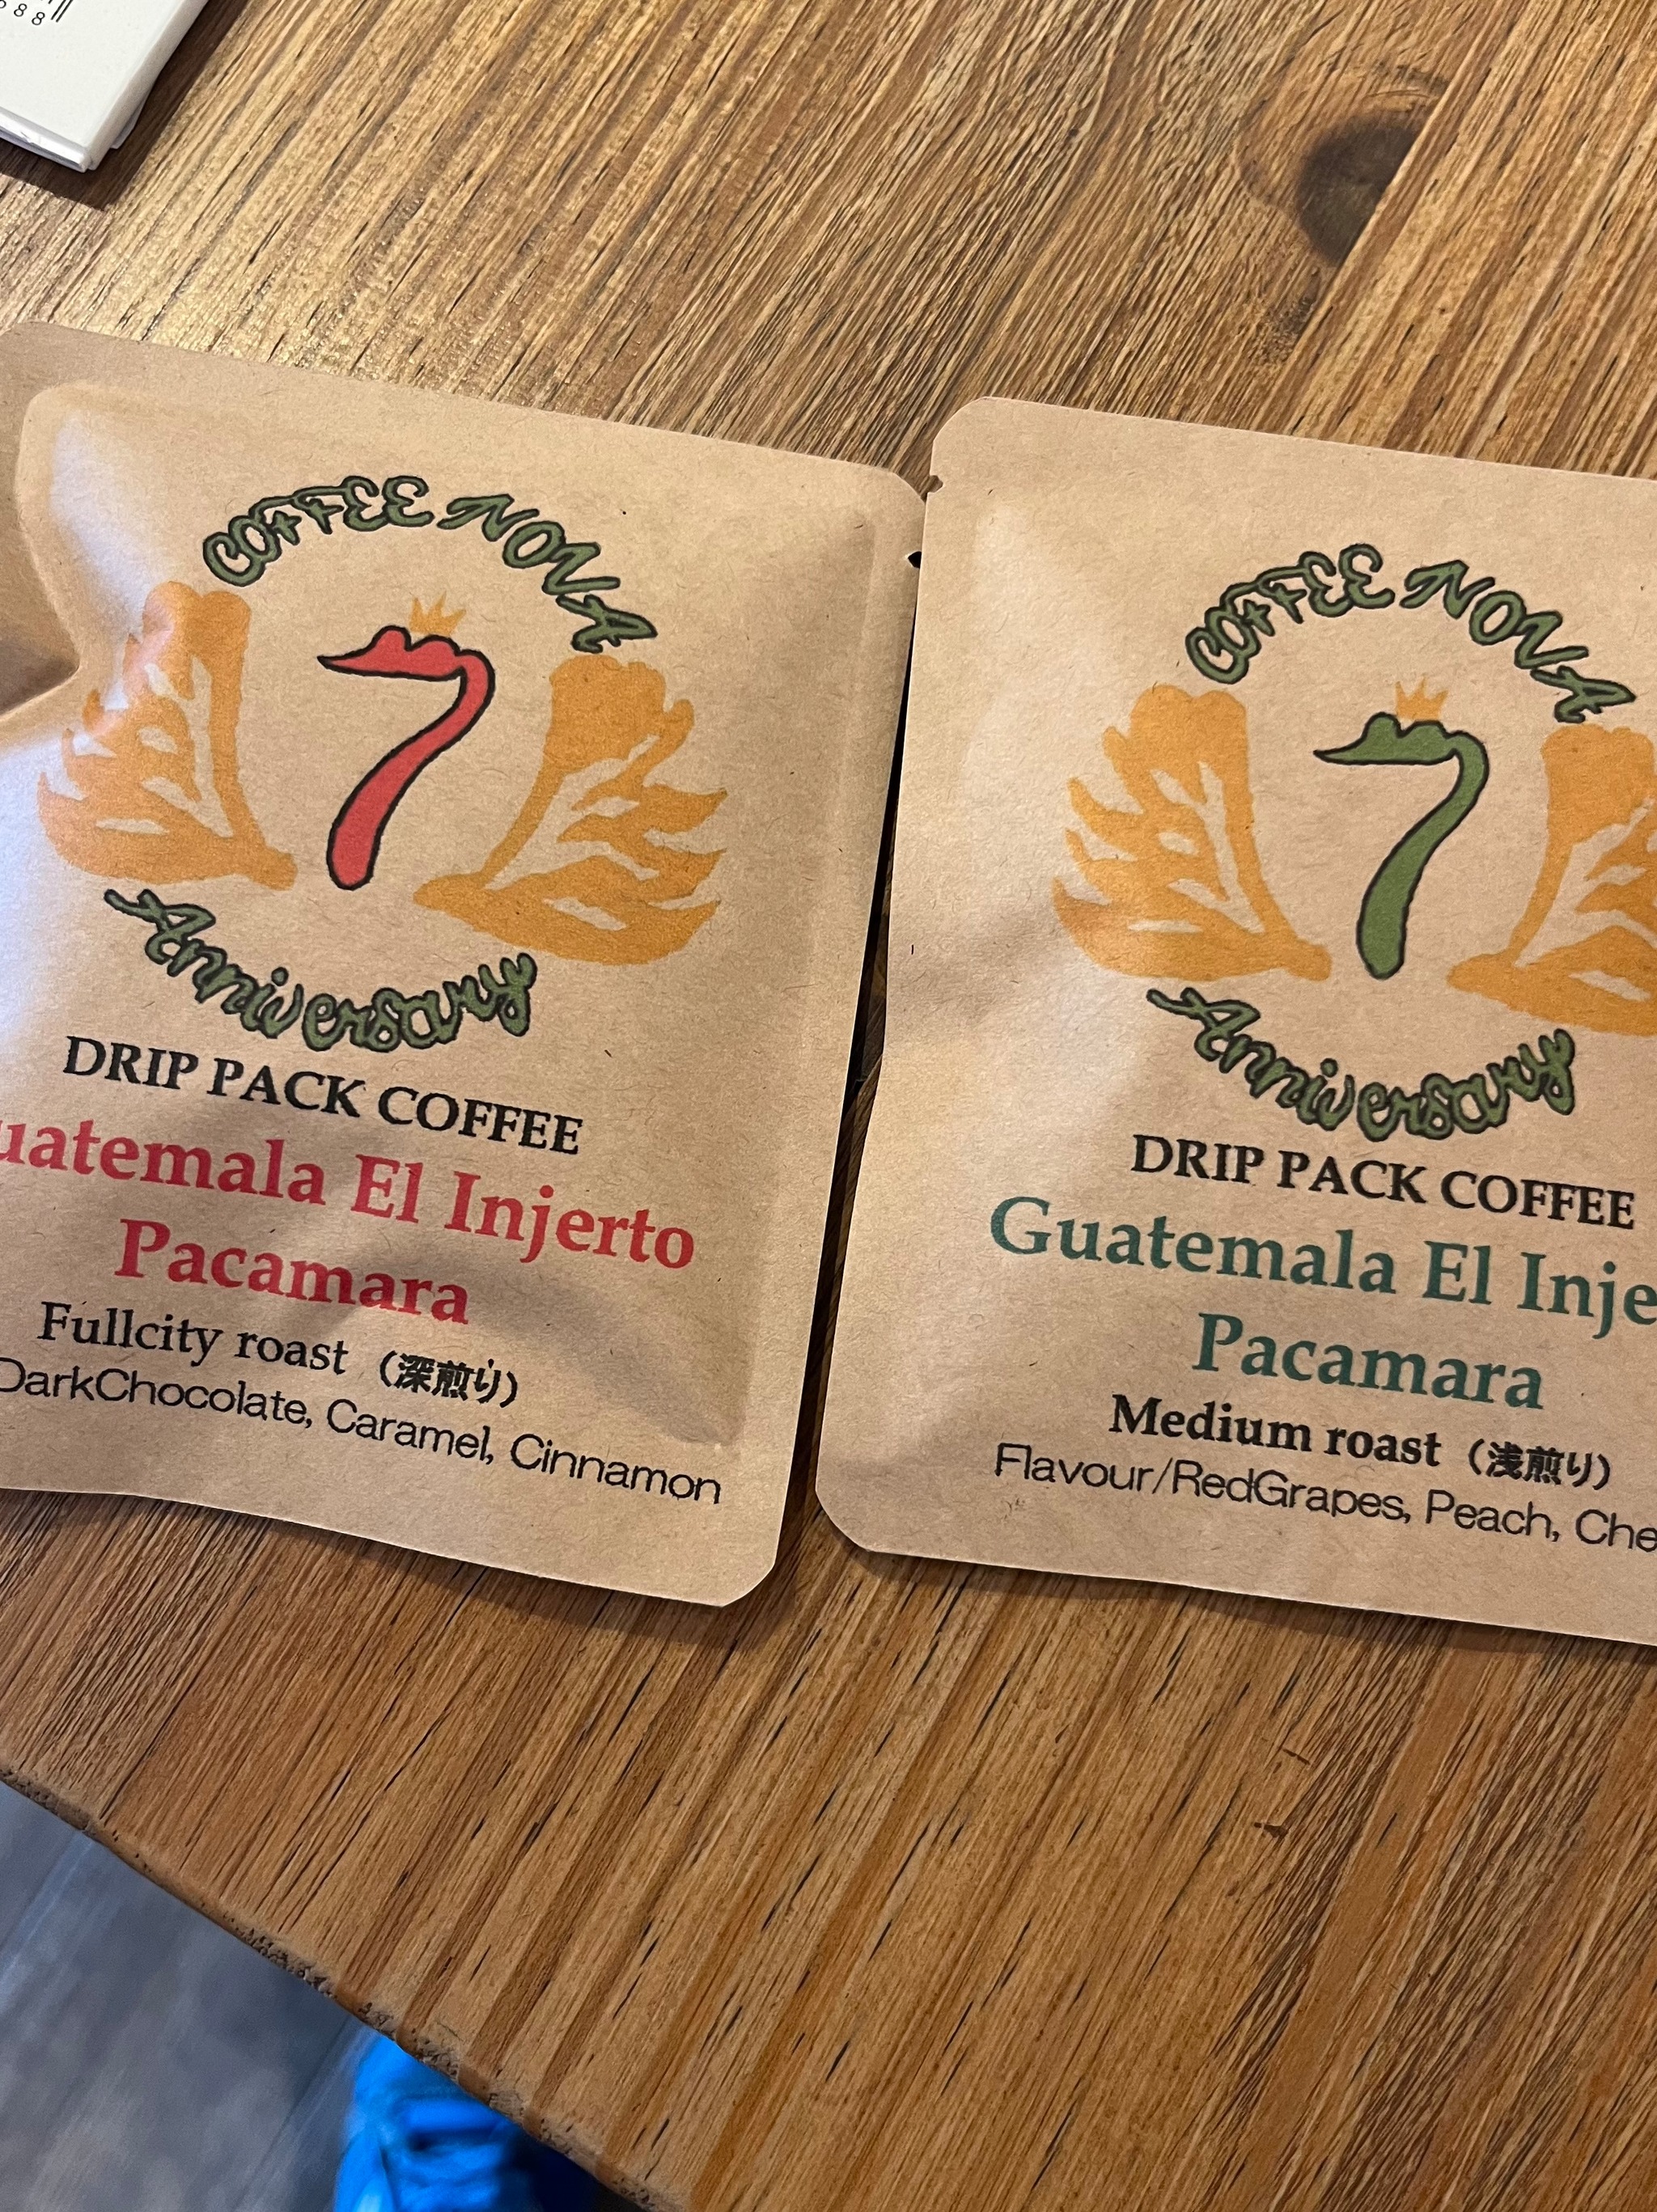 COFFEE NOVA
7
Anniversary
DRIP PACK COFFEE
uatemala El Injerto
Pacamara
Fullcity roast（深煎り）
DarkChocolate, Caramel, Cinnamon
COFFEE NOVA
7
Anniversary
DRIP PACK COFFEE
Guatemala El Inje
Pacamara
Medium roast（浅煎り）
Flavour/RedGrapes, Peach, Che